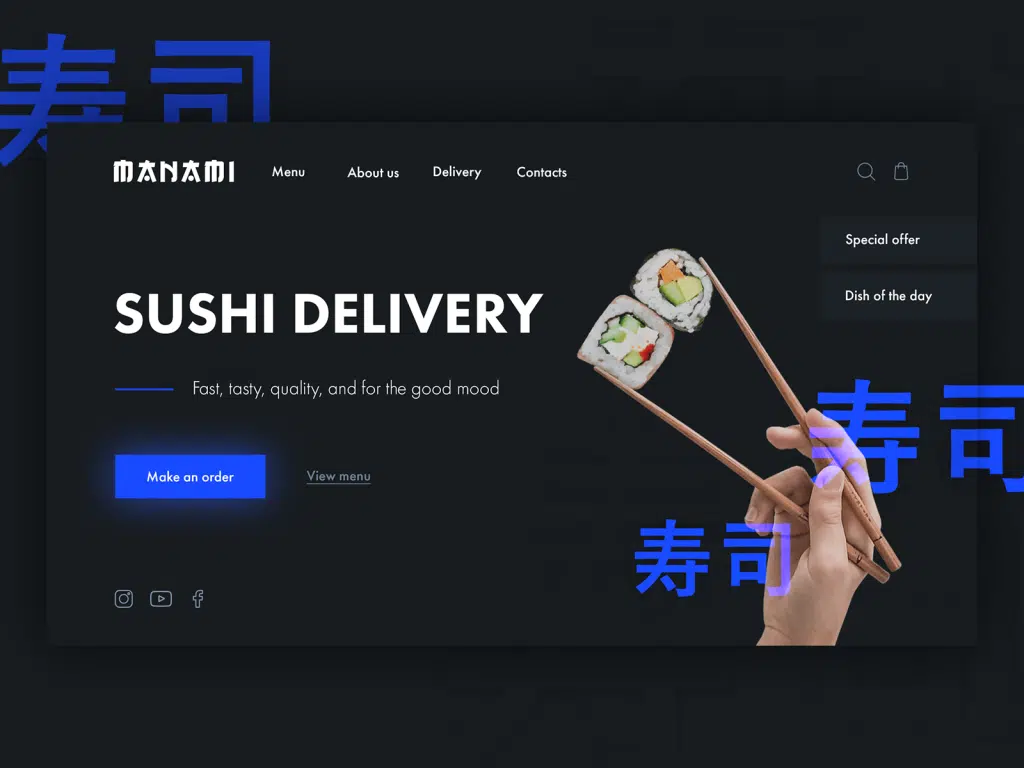 寿司
MANAMI
Menu
About us
Delivery
Contacts
Special offer
Dish of the day
SUSHI DELIVERY
Fast, tasty, quality, and for the good mood
寿司
Make an order
View menu
寿司